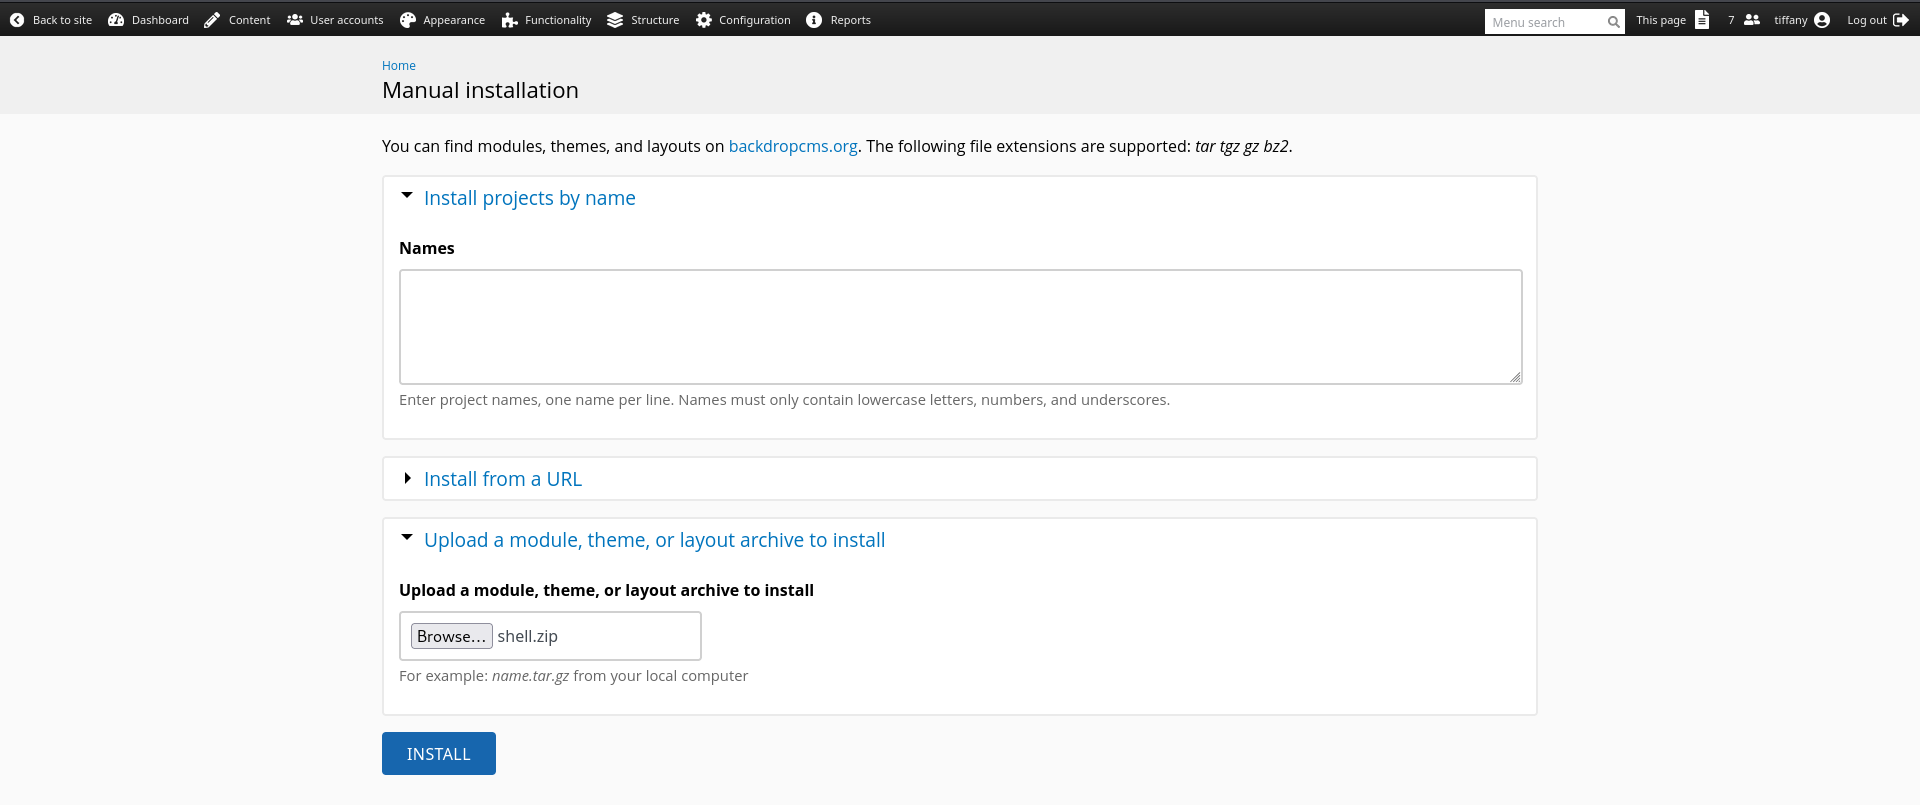 Back to site Dashboard Content User accounts Appearance Functionality Structure Configuration Reports Menu search This page 7 tiffany Log out
Home
Manual installation
You can find modules, themes, and layouts on backdropcms.org. The following file extensions are supported: tar tgz gz bz2.
Install projects by name
Names
Enter project names, one name per line. Names must only contain lowercase letters, numbers, and underscores.
Install from a URL
Upload a module, theme, or layout archive to install
Upload a module, theme, or layout archive to install
Browse... shell.zip
For example: name.tar.gz from your local computer
INSTALL